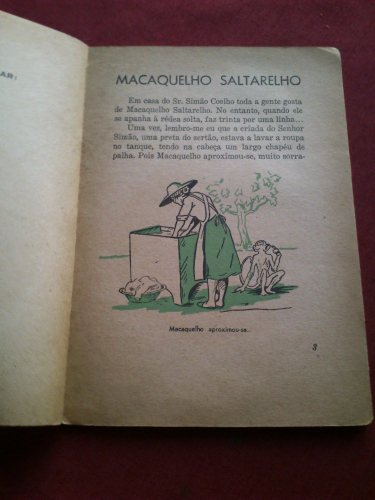 AR:
MACAQUELHO SALTARELHO
Em casa do Sr. Simão Coelho toda a gente gosta
de Macaquelho Saltarelho. No entanto, quando ele
se apanha à rédea solta, faz trinta por uma linha...
Uma vez, lembro-me eu que a criada do Senhor
Simão, uma preta do sertão, estava a lavar a roupa
no tanque, tendo na cabeça um largo chapéu de
palha. Pois Macaquelho aproximou-se, muito sorra-
Macaquelho aproximou-se..
3